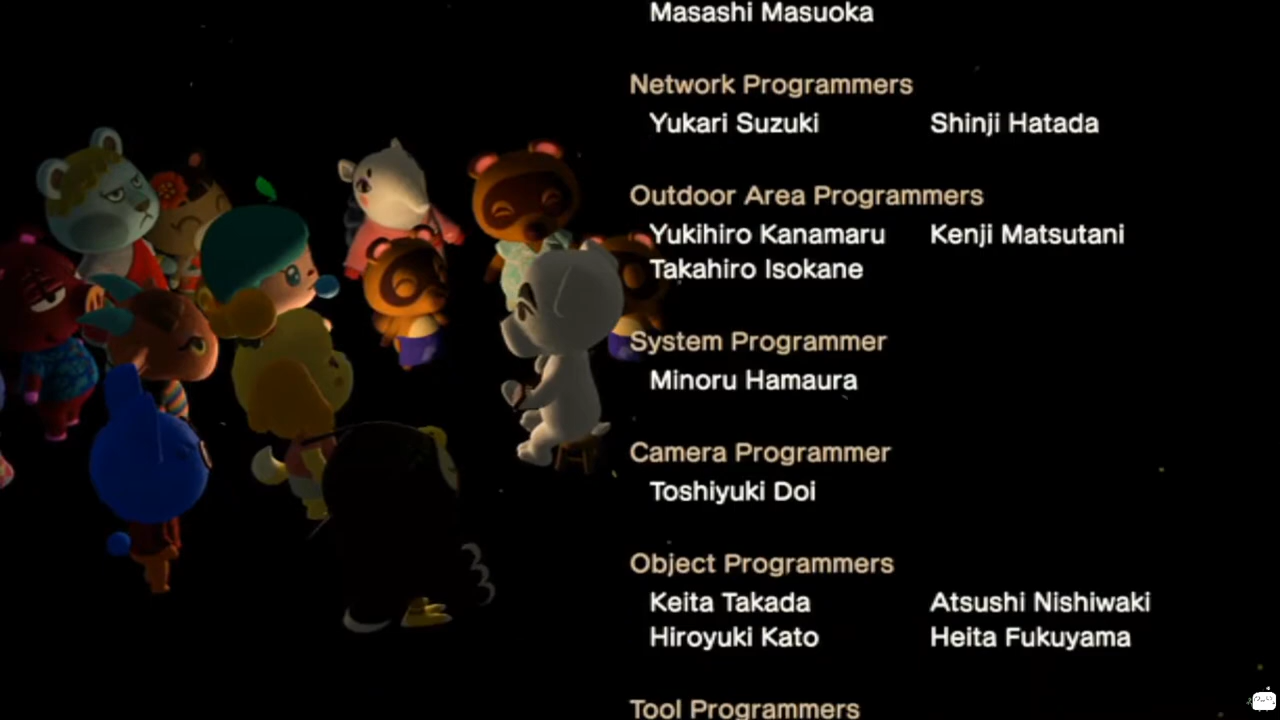 Masashi Masuoka
Network Programmers
Yukari Suzuki Shinji Hatada
Outdoor Area Programmers
Yukihiro Kanamaru Kenji Matsutani
Takahiro Isokane
System Programmer
Minoru Hamaura
Camera Programmer
Toshiyuki Doi
Object Programmers
Keita Takada Atsushi Nishiwaki
Hiroyuki Kato Heita Fukuyama
Tool Programmers